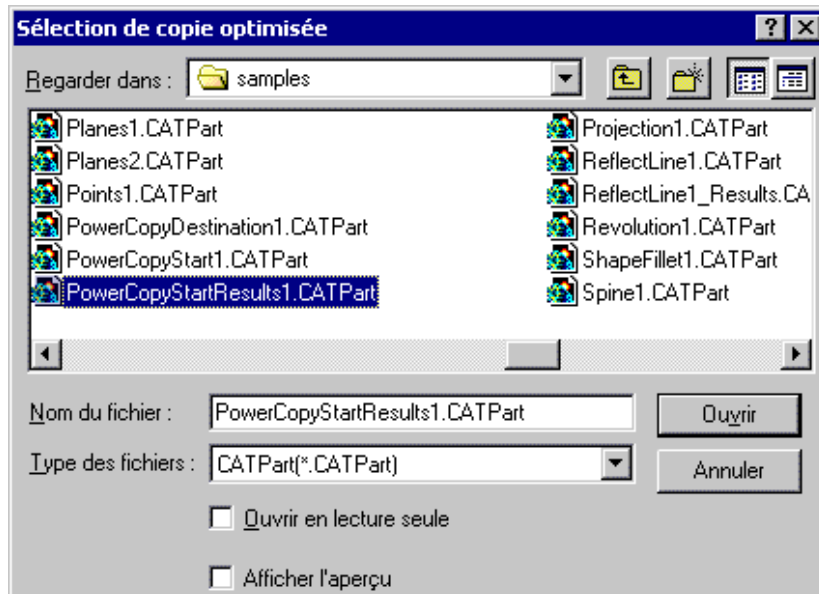 Sélection de copie optimisée
Regarder dans :
samples
Planes1.CATPart
Planes2.CATPart
Points1.CATPart
PowerCopyDestination1.CATPart
PowerCopyStart1.CATPart
PowerCopyStartResults1.CATPart
Projection1.CATPart
ReflectLine1.CATPart
ReflectLine1_Results.CA
Revolution1.CATPart
ShapeFillet1.CATPart
Spine1.CATPart
Nom du fichier :
PowerCopyStartResults1.CATPart
Ouvrir
Type des fichiers :
CATPart(*.CATPart)
Annuler
Ouvrir en lecture seule
Afficher l'aperçu